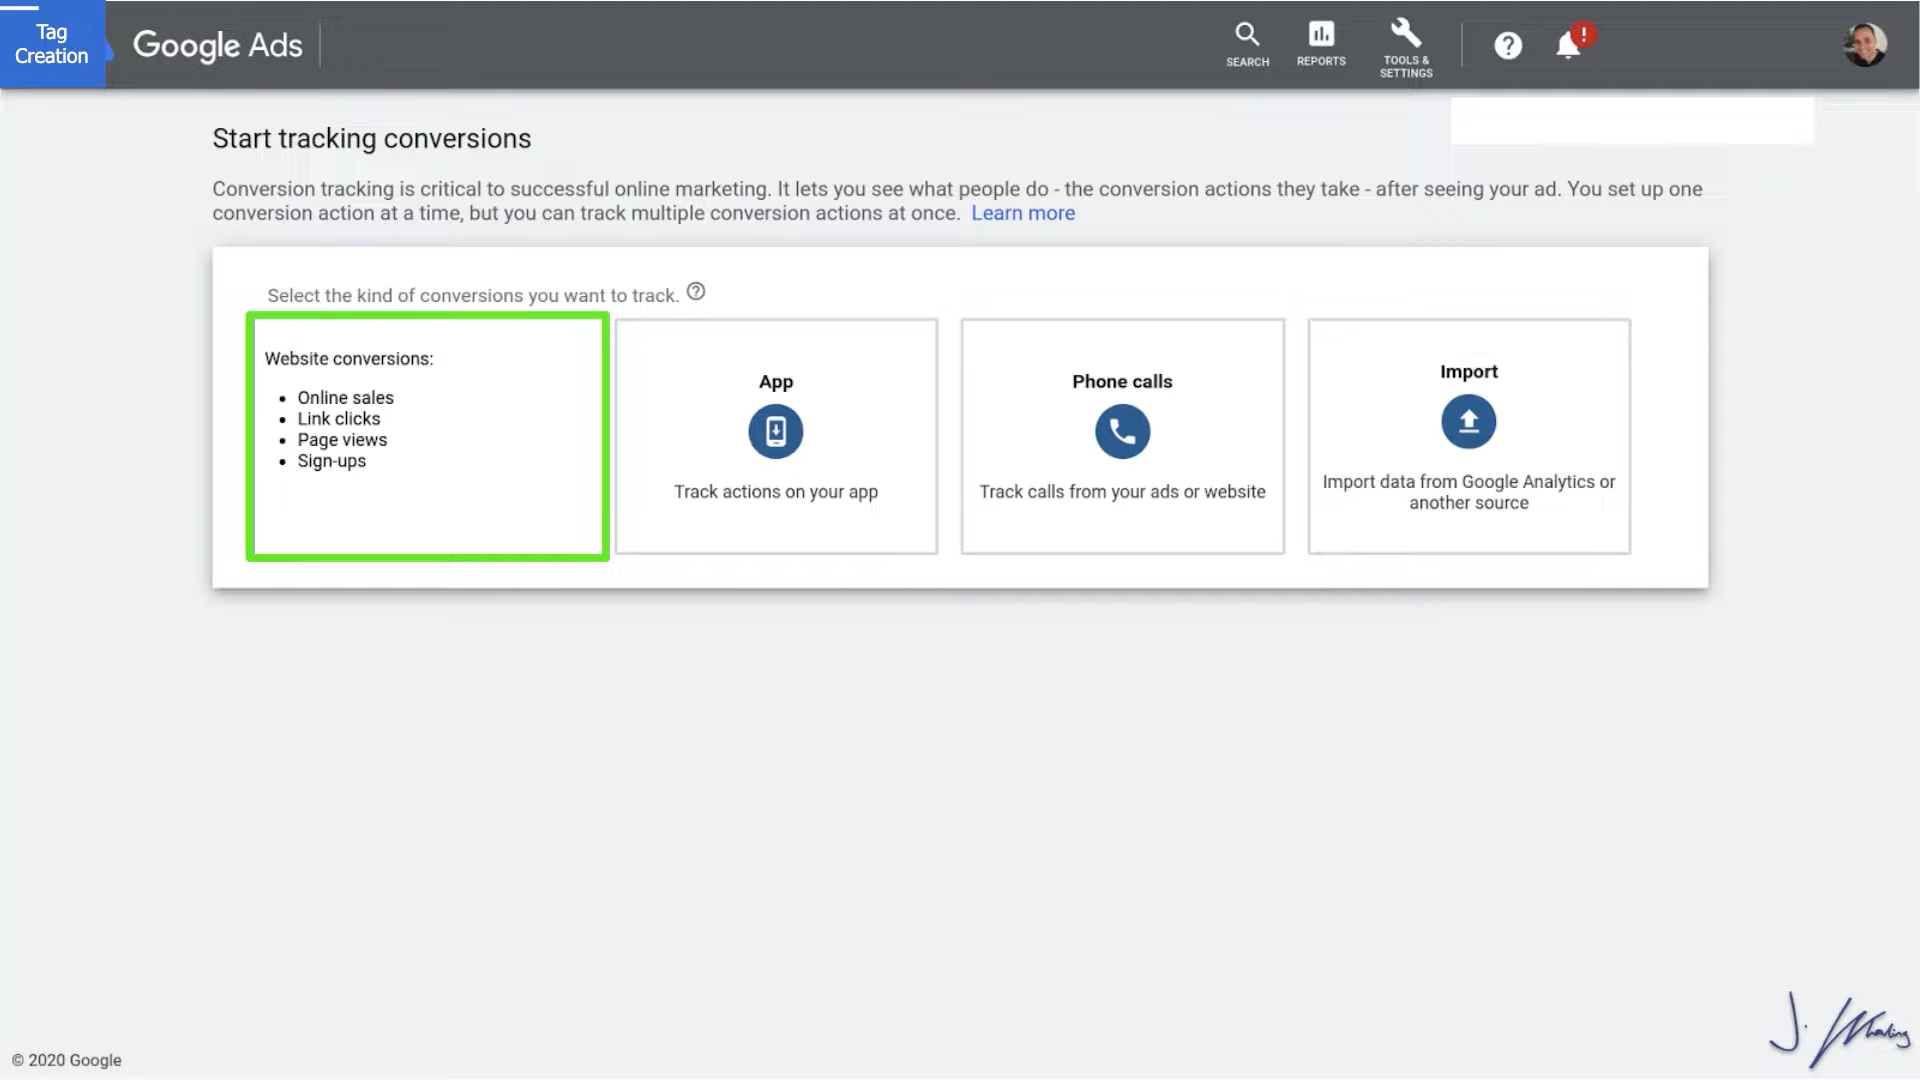 Tag
Creation
Google Ads
SEARCH
REPORTS
TOOLS &
SETTINGS
Start tracking conversions
Conversion tracking is critical to successful online marketing. It lets you see what people do - the conversion actions they take - after seeing your ad. You set up one
conversion action at a time, but you can track multiple conversion actions at once. Learn more
Select the kind of conversions you want to track.
Website conversions:
• Online sales
• Link clicks
• Page views
• Sign-ups
App
Track actions on your app
Phone calls
Track calls from your ads or website
Import
Import data from Google Analytics or
another source
© 2020 Google